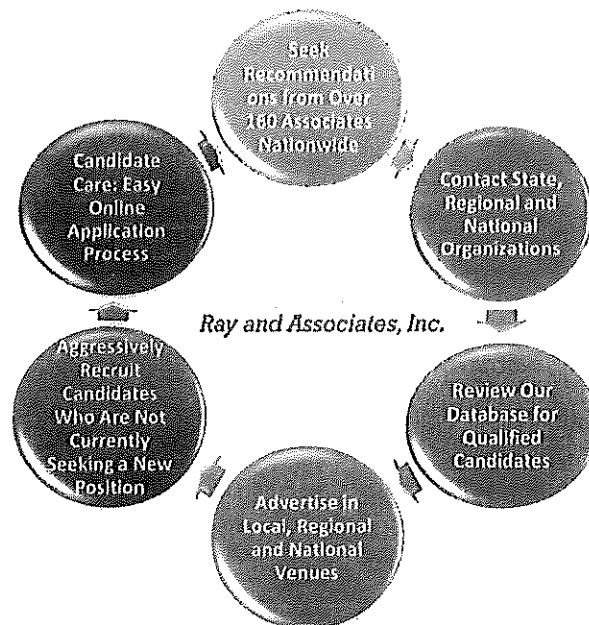 Seek
Recommendati
ons from Over
160 Associates
Nationwide
Contact State,
Regional and
National
Organizations
Review Our
Database for
Qualified
Candidates
Advertise in
Local, Regional
and National
Venues
Aggressively
Recruit
Candidates
Who Are Not
Currently
Seeking a New
Position
Candidate
Care: Easy
Online
Application
Process
Ray and Associates, Inc.